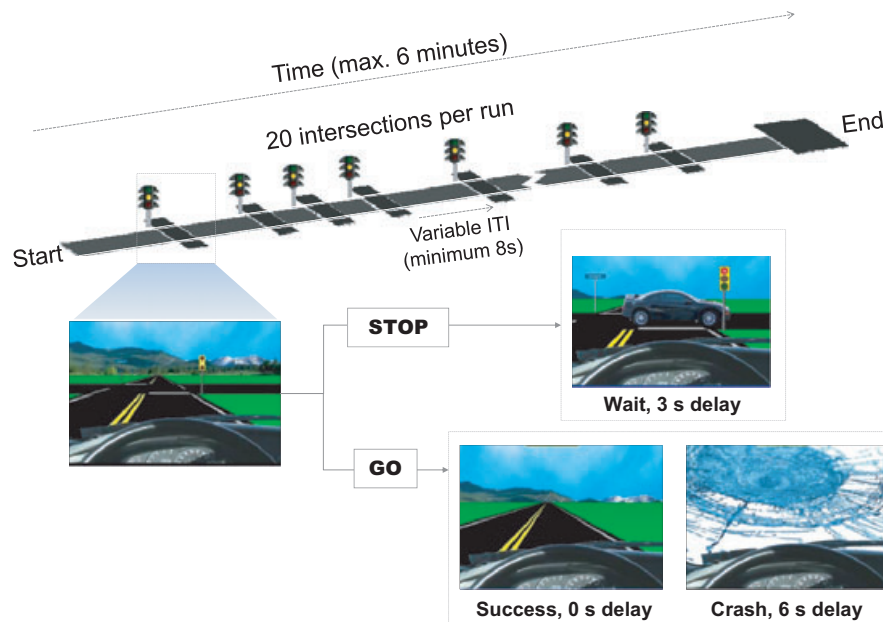 Time (max. 6 minutes)
20 intersections per run
End
Start
Variable ITI
(minimum 8s)
STOP
Wait, 3 s delay
GO
Success, 0 s delay
Crash, 6 s delay